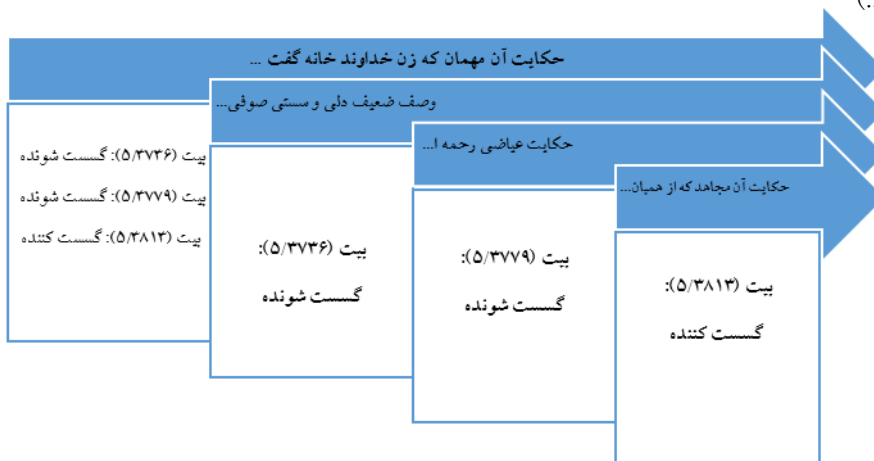 .:)
حکایت آن مهمان که زن خداوند خانه گفت ...
وصف ضعیف دلی و سستی صوفی...
حکایت عیاضی رحمه ا...
حکایت آن مجاهد که از همیان...
بیت (۵/۳۷۳۶): گسست شونده
بیت (۵/۳۷۷۹): گسست شونده
بیت (۵/۳۸۱۳): گسست کننده
بیت (۵/۳۷۳۶):
گسست شونده
بیت (۵/۳۷۷۹):
گسست شونده
بیت (۵/۳۸۱۳):
گسست کننده